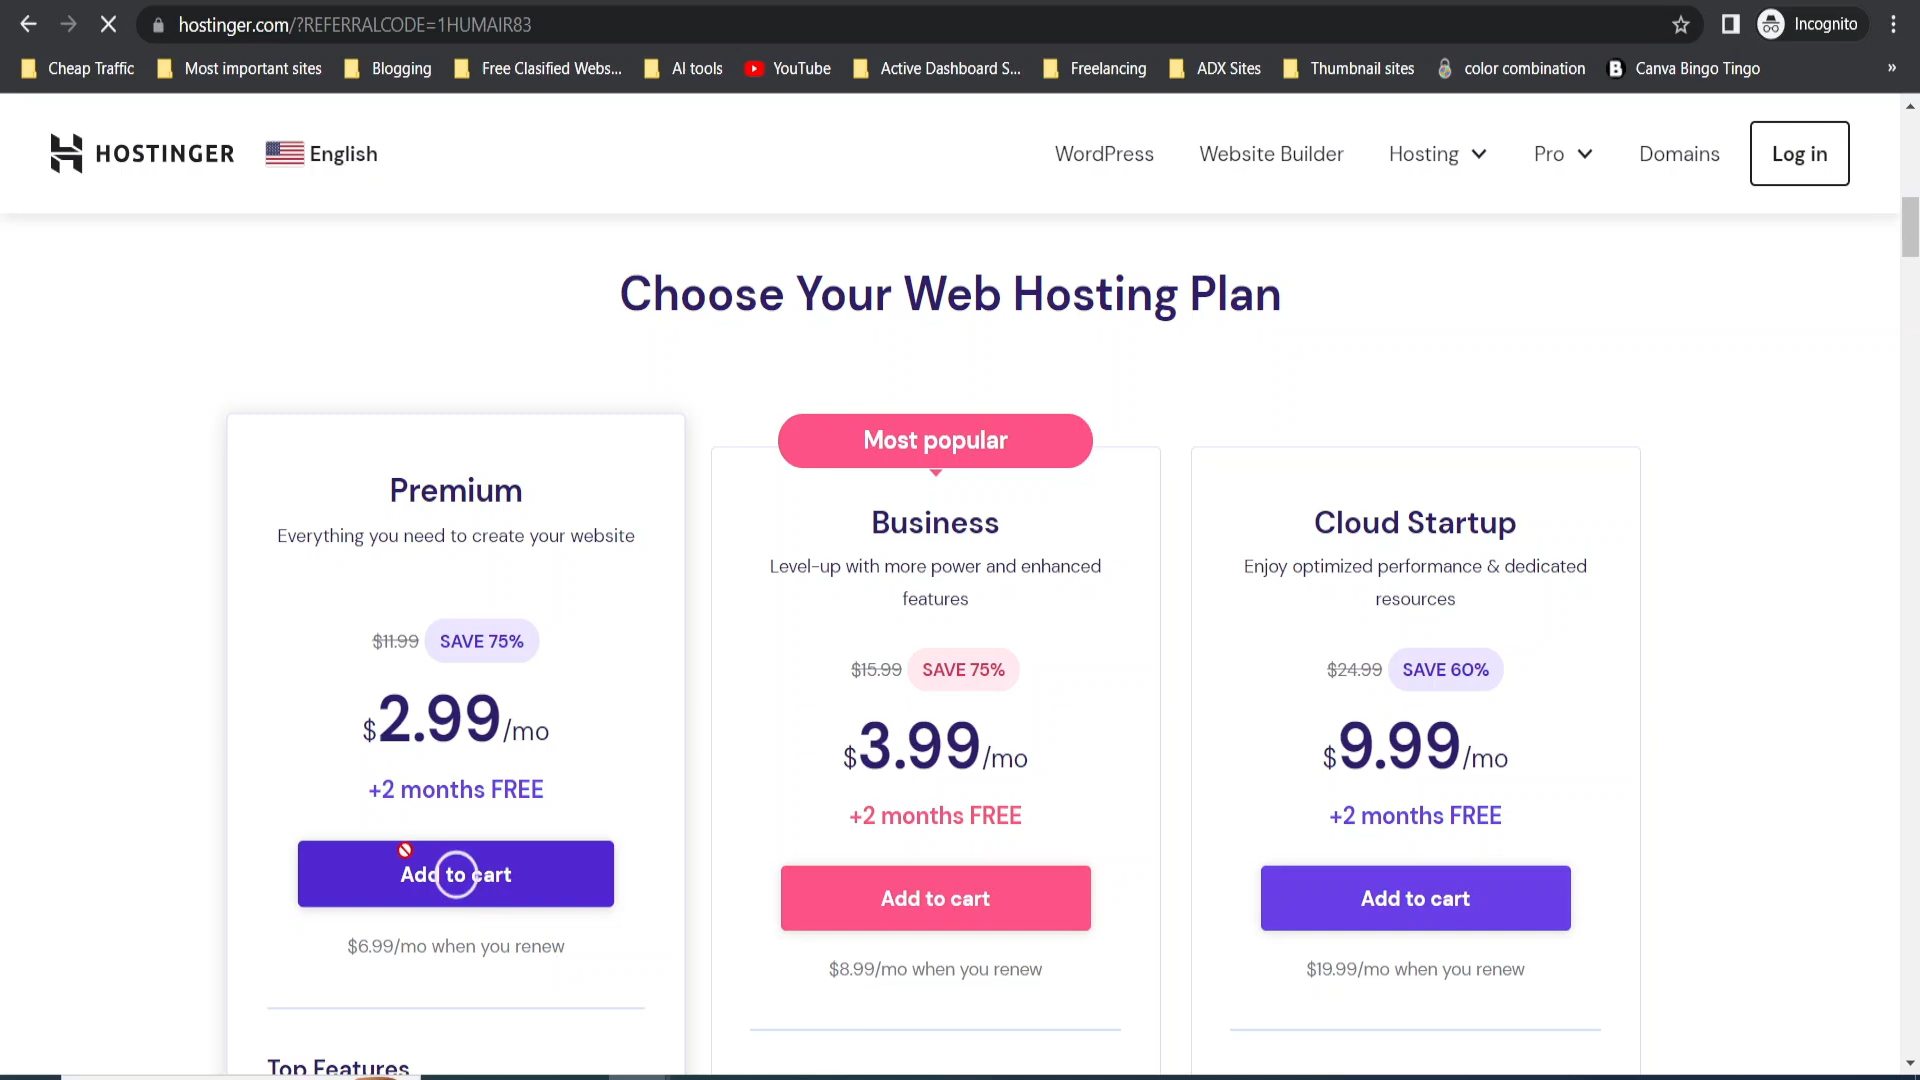 hostinger.com/?REFERRALCODE=1HUMAIR83
Incognito
Cheap Traffic
Most important sites
Blogging
Free Clasified Webs...
AI tools
YouTube
Active Dashboard S...
Freelancing
ADX Sites
Thumbnail sites
color combination
B
Canva Bingo Tingo
»
HOSTINGER
English
WordPress
Website Builder
Hosting
Pro
Domains
Log in
Choose Your Web Hosting Plan
Premium
Everything you need to create your website
$11.99 SAVE 75%
$2.99/mo
+2 months FREE
Add to cart
$6.99/mo when you renew
Top Features
Most popular
Business
Level-up with more power and enhanced
features
$15.99 SAVE 75%
$3.99/mo
+2 months FREE
Add to cart
$8.99/mo when you renew
Cloud Startup
Enjoy optimized performance & dedicated
resources
$24.99 SAVE 60%
$9.99/mo
+2 months FREE
Add to cart
$19.99/mo when you renew